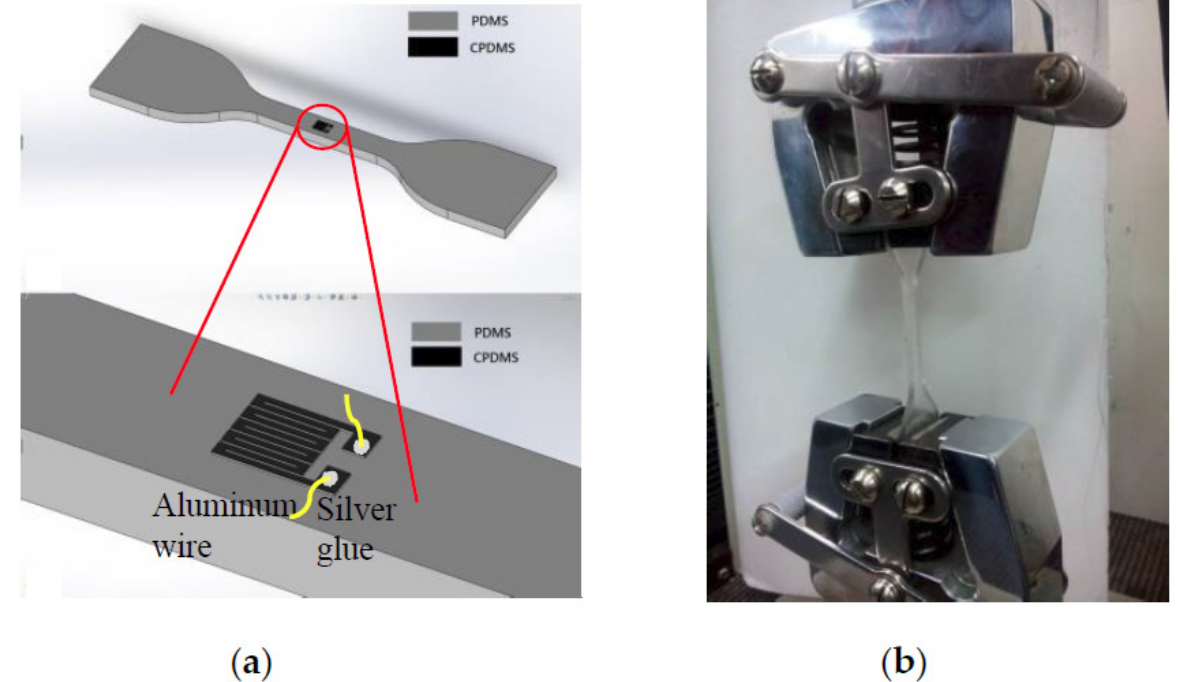 PDMS
CPDMS
PDMS
CPDMS
Aluminum Silver
wire glue
(a)
(b)